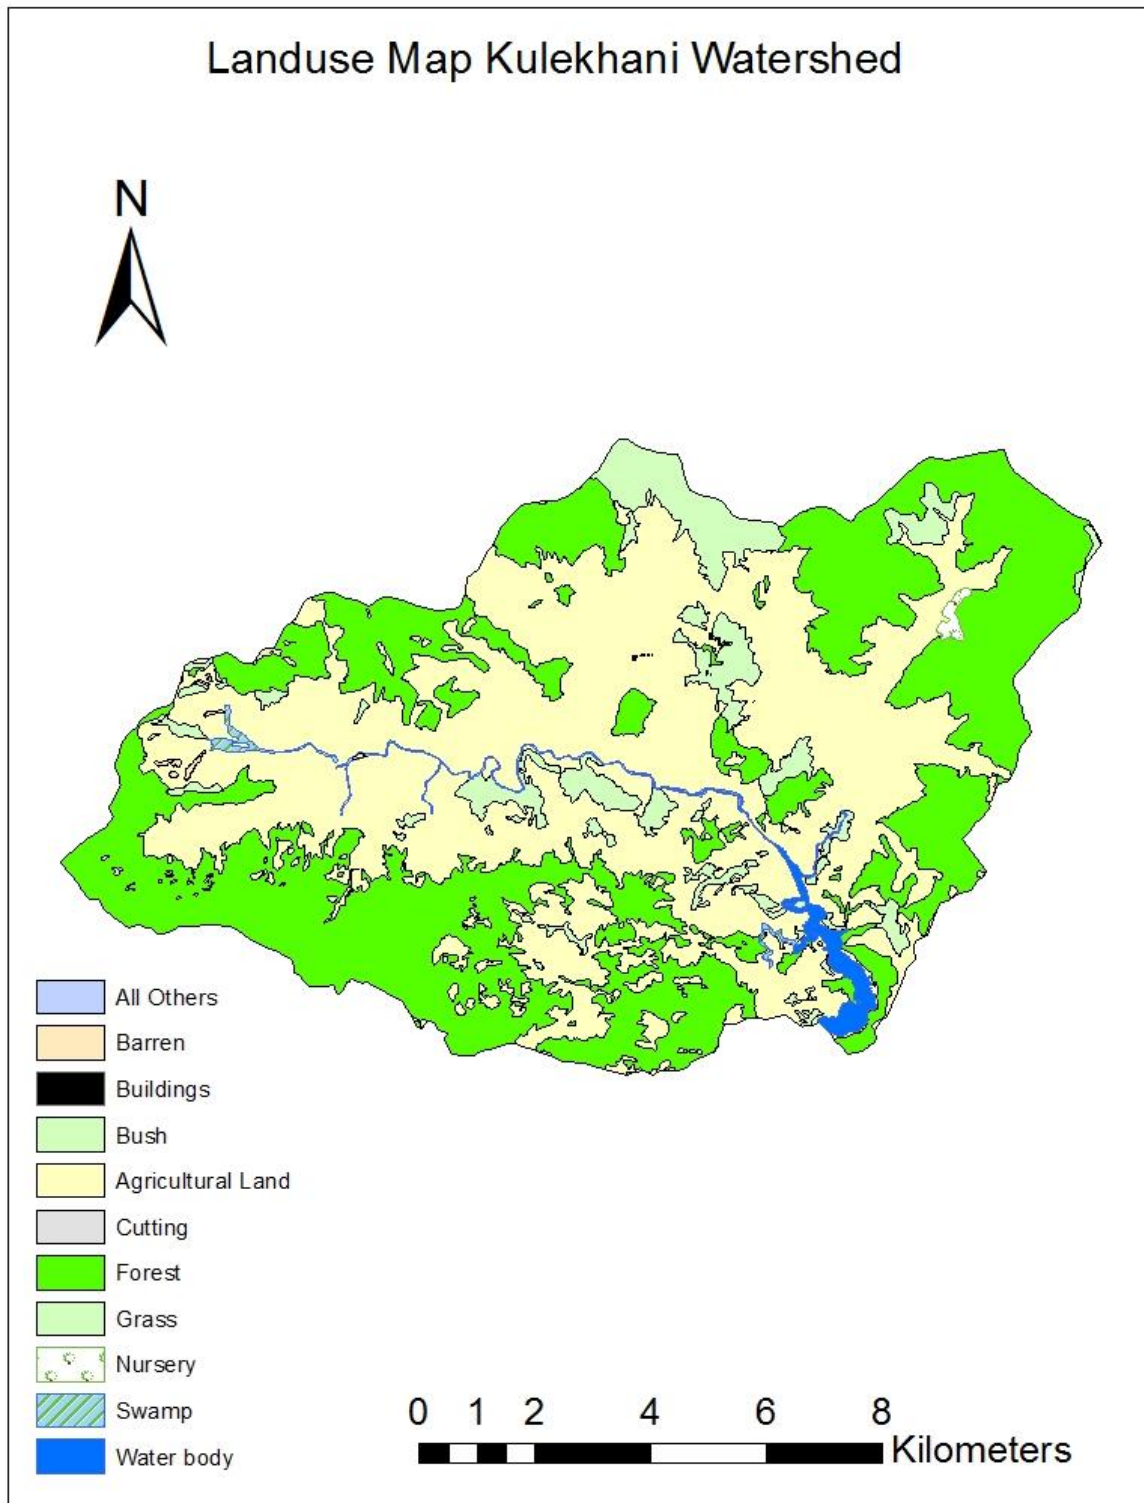 Landuse Map Kulekhani Watershed
N
All Others
Barren
Buildings
Bush
Agricultural Land
Cutting
Forest
Grass
Nursery
Swamp
Water body
0 1 2 4 6 8
Kilometers